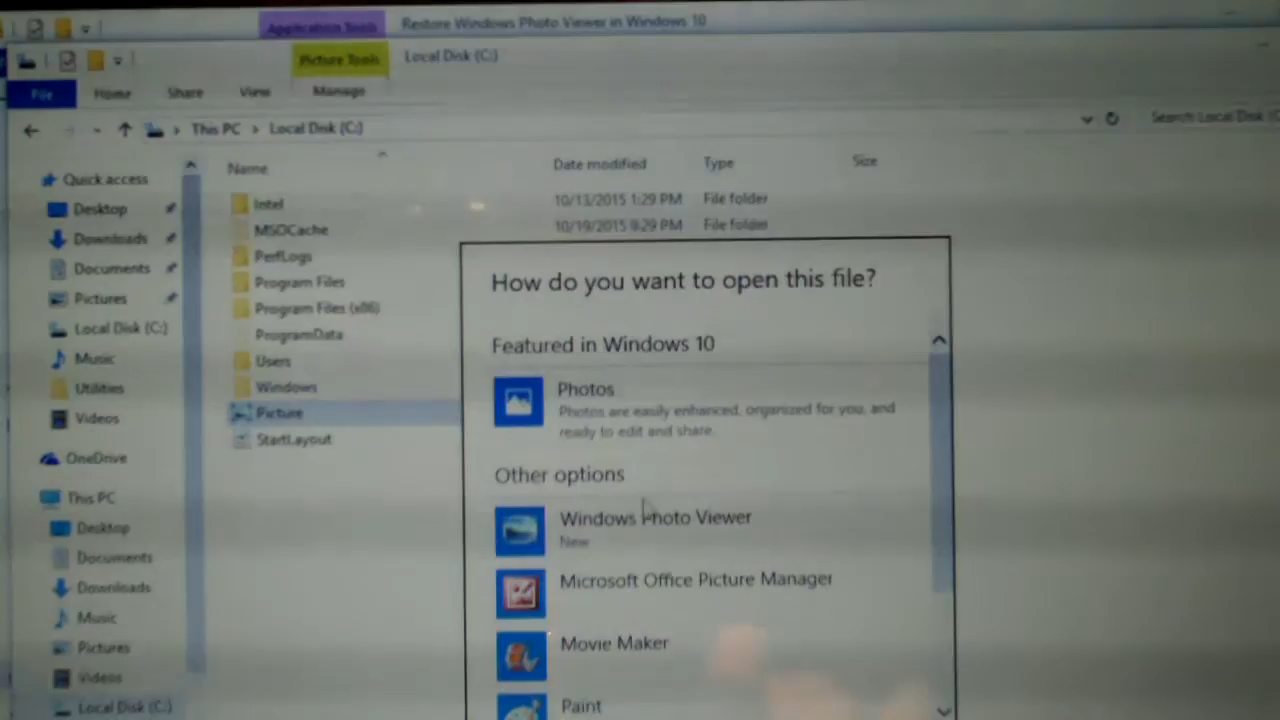 Application Tools Restore Windows Photo Viewer in Windows 10
Picture Tools Local Disk (C:)
File Home Share View Manage
This PC > Local Disk (C:) Search Local Disk (C
Name Date modified Type Size
Quick access
Desktop
Downloads
Documents
Pictures
Local Disk (C:)
Music
Utilities
Videos
OneDrive
This PC
Desktop
Documents
Downloads
Music
Pictures
Videos
Local Disk (C:)
Intel 10/13/2015 1:29 PM File folder
MSOCache 10/19/2015 9:29 PM File folder
PerfLogs
Program Files
Program Files (x86)
ProgramData
Users
Windows
Picture
StartLayout
How do you want to open this file?
Featured in Windows 10
Photos
Photos are easily enhanced, organized for you, and
ready to edit and share.
Other options
Windows Photo Viewer
New
Microsoft Office Picture Manager
Movie Maker
Paint